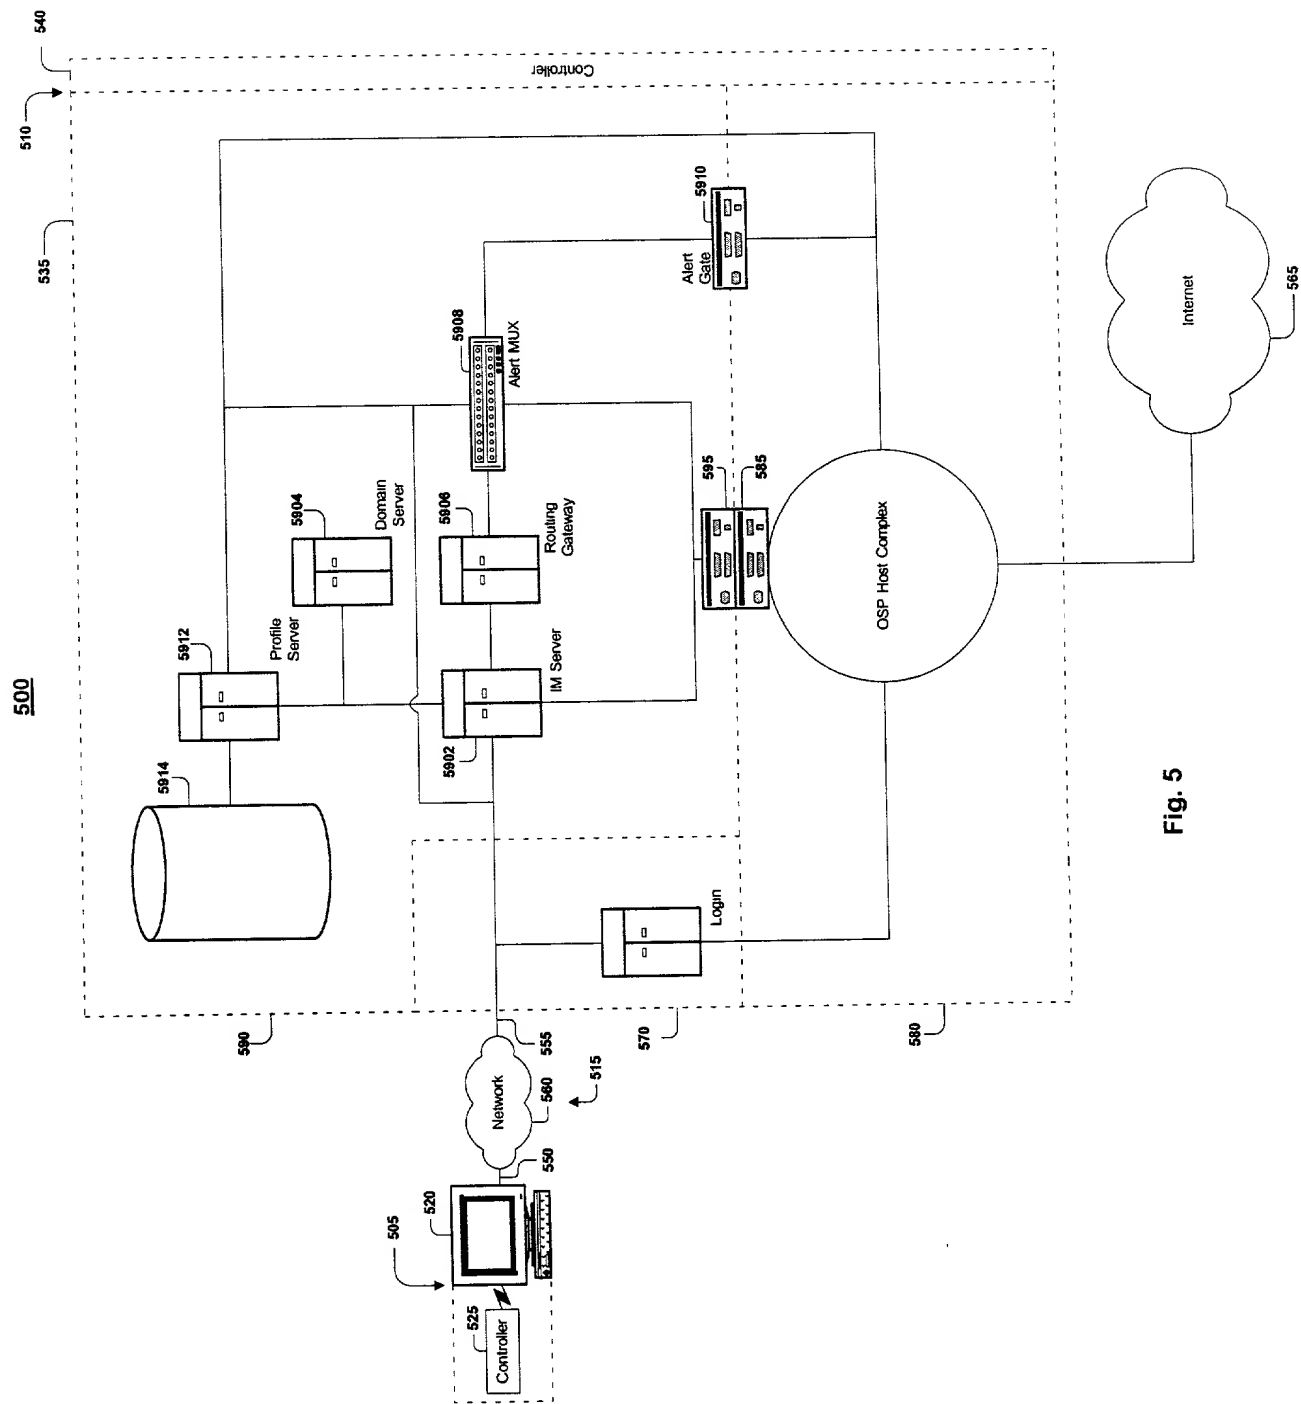 500
505
520
525
Controller
550
Network
560
515
555
590
570
580
5914
5912
Profile
Server
5904
Domain
Server
5902
IM Server
5906
Routing
Gateway
5908
Alert MUX
5910
Alert
Gate
Login
595
585
OSP Host Complex
Internet
565
535
510
540
Controller
Fig. 5